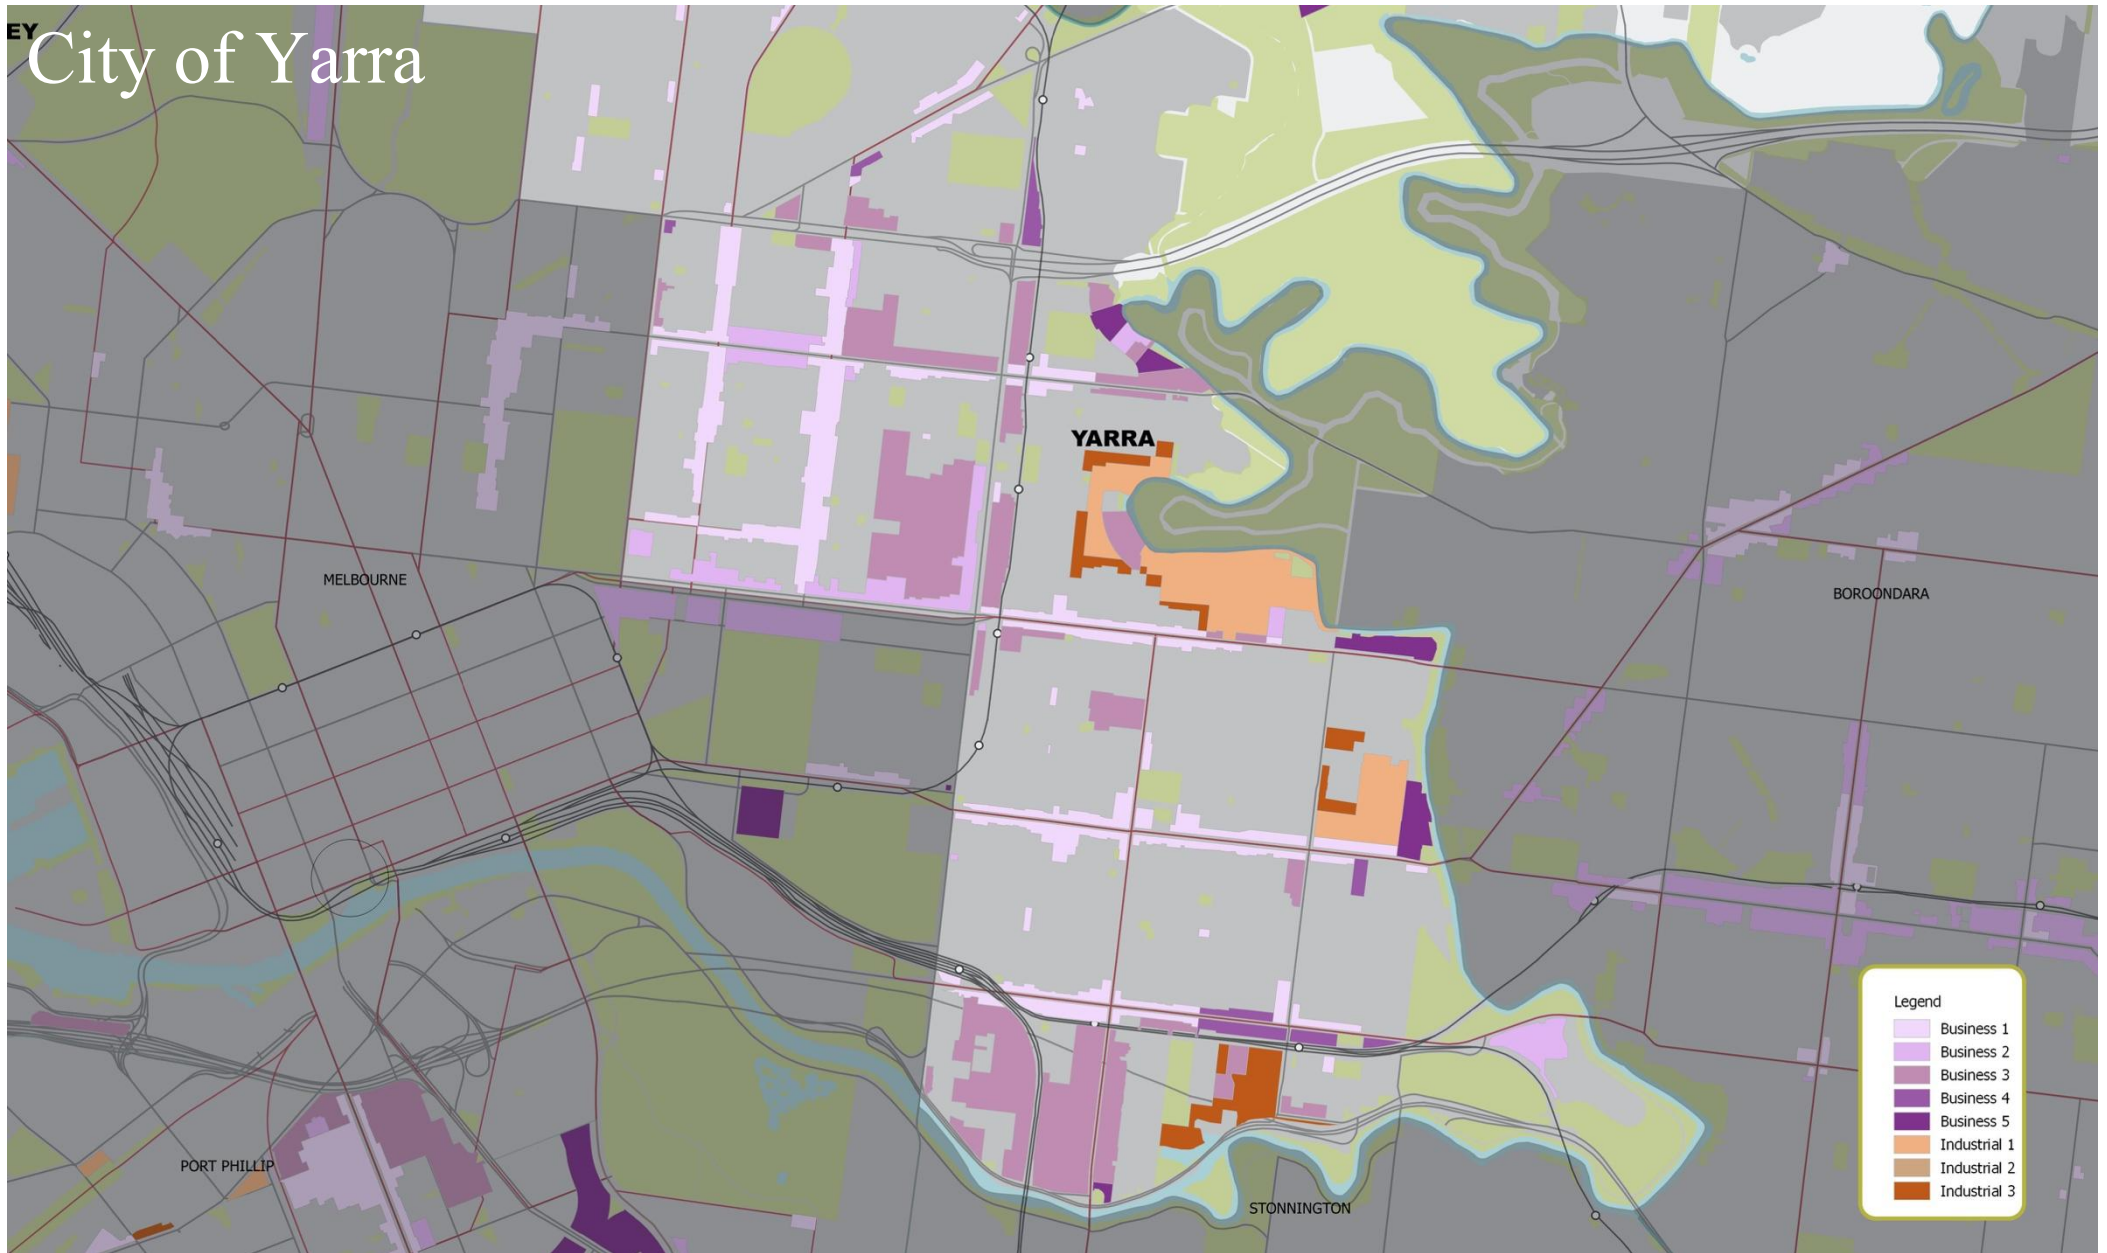 EY
City of Yarra
YARRA
MELBOURNE
BOROONDARA
PORT PHILLIP
STONNINGTON
Legend
Business 1
Business 2
Business 3
Business 4
Business 5
Industrial 1
Industrial 2
Industrial 3